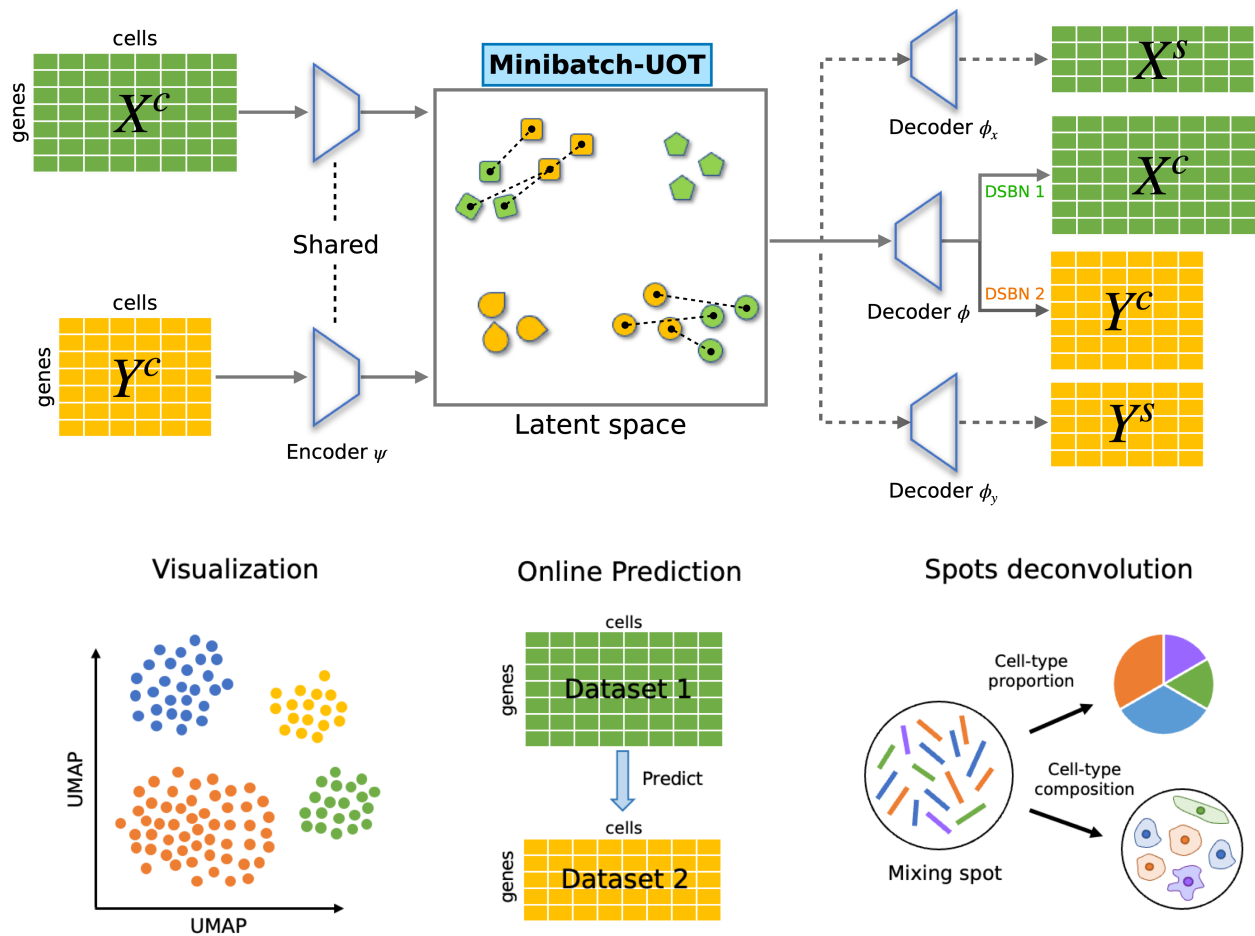 cells
genes
X^c
Minibatch-UOT
Shared
cells
genes
Y^c
Encoder ψ
Latent space
Decoder ϕ_x
X^s
DSBN 1
X^c
Decoder ϕ
DSBN 2
Y^c
Decoder ϕ_y
Y^s
Visualization
UMAP
UMAP
Online Prediction
cells
genes
Dataset 1
Predict
cells
genes
Dataset 2
Spots deconvolution
Cell-type
proportion
Cell-type
composition
Mixing spot